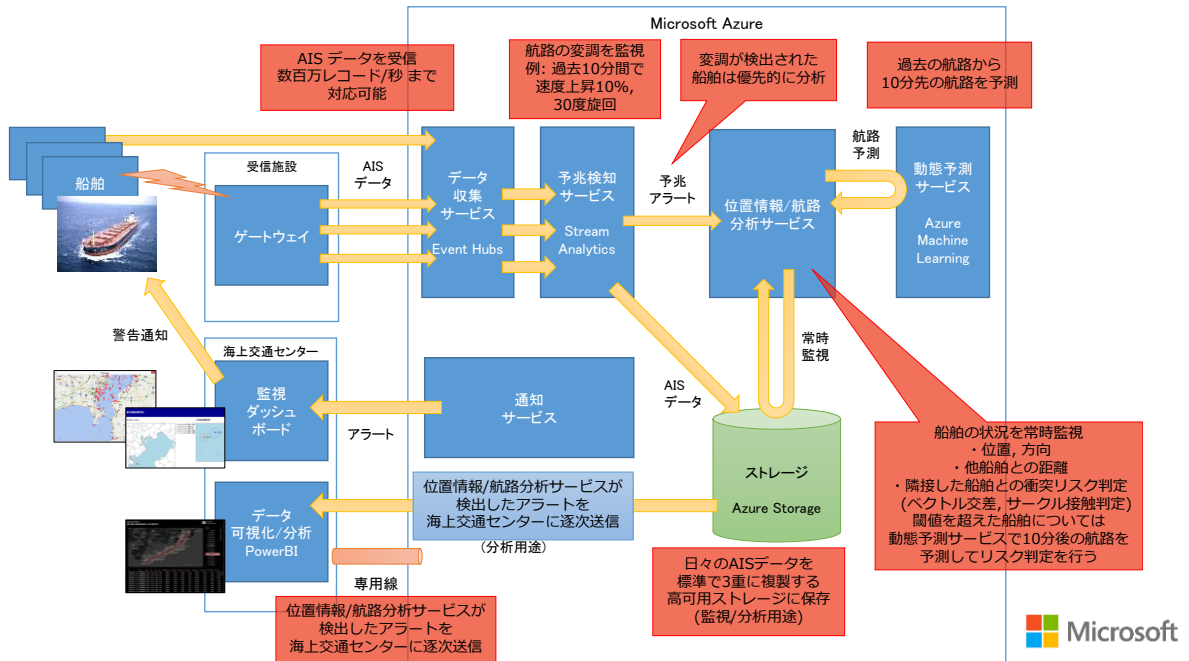 Microsoft Azure
AIS データを受信
数百万レコード/秒 まで
対応可能
航路の変調を監視
例: 過去10分間で
速度上昇10%,
30度旋回
変調が検出された
船舶は優先的に分析
過去の航路から
10分先の航路を予測
船舶
受信施設
ゲートウェイ
AIS
データ
データ
収集
サービス
Event Hubs
予兆検知
サービス
Stream
Analytics
予兆
アラート
位置情報/航路
分析サービス
航路
予測
動態予測
サービス
Azure
Machine
Learning
警告通知
海上交通センター
監視
ダッシュ
ボード
アラート
通知
サービス
AIS
データ
常時
監視
ストレージ
Azure Storage
船舶の状況を常時監視
・位置, 方向
・他船舶との距離
・隣接した船舶との衝突リスク判定
(ベクトル交差, サークル接触判定)
閾値を超えた船舶については
動態予測サービスで10分後の航路を
予測してリスク判定を行う
データ
可視化/分析
PowerBI
位置情報/航路分析サービスが
検出したアラートを
海上交通センターに逐次送信
(分析用途)
専用線
位置情報/航路分析サービスが
検出したアラートを
海上交通センターに逐次送信
日々のAISデータを
標準で3重に複製する
高可用ストレージに保存
(監視/分析用途)
Microsoft